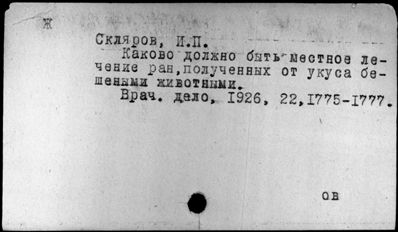 Ж
Скляров, И.П.
Каково должно быть местное ле-
чение ран,полученных от укуса бе-
шеными животными.
Врач. дело, 1926, 22,1775-1777.
ов